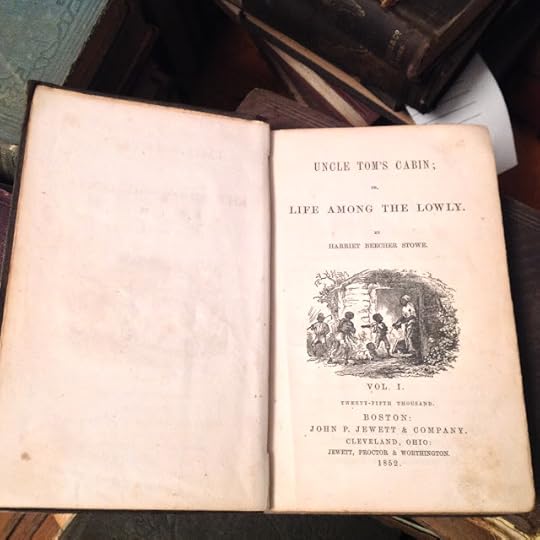 UNCLE TOM'S CABIN;
OR,
LIFE AMONG THE LOWLY.
BY
HARRIET BEECHER STOWE.
VOL. I.
TWENTY-FIFTH THOUSAND.
BOSTON:
JOHN P. JEWETT & COMPANY.
CLEVELAND, OHIO:
JEWETT, PROCTOR & WORTHINGTON.
1852.